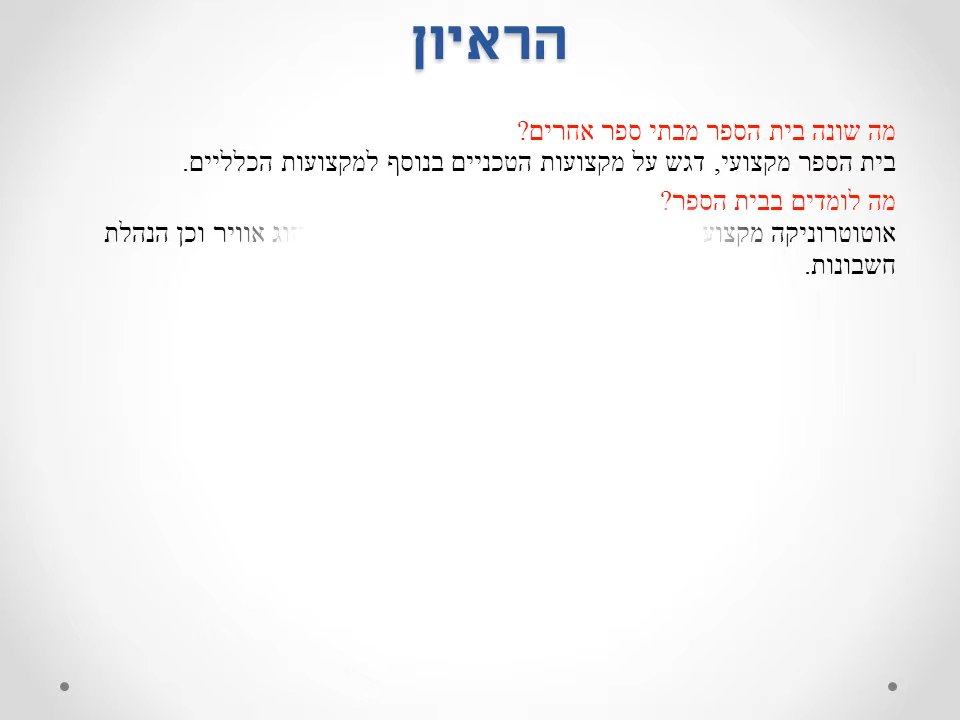 הראיון
מה שונה בית הספר מבתי ספר אחרים?
בית הספר מקצועי, דגש על מקצועות הטכניים בנוסף למקצועות הכלליים.
מה לומדים בבית הספר?
אוטוטרוניקה אוויר וכן הנהלת
חשבונות.